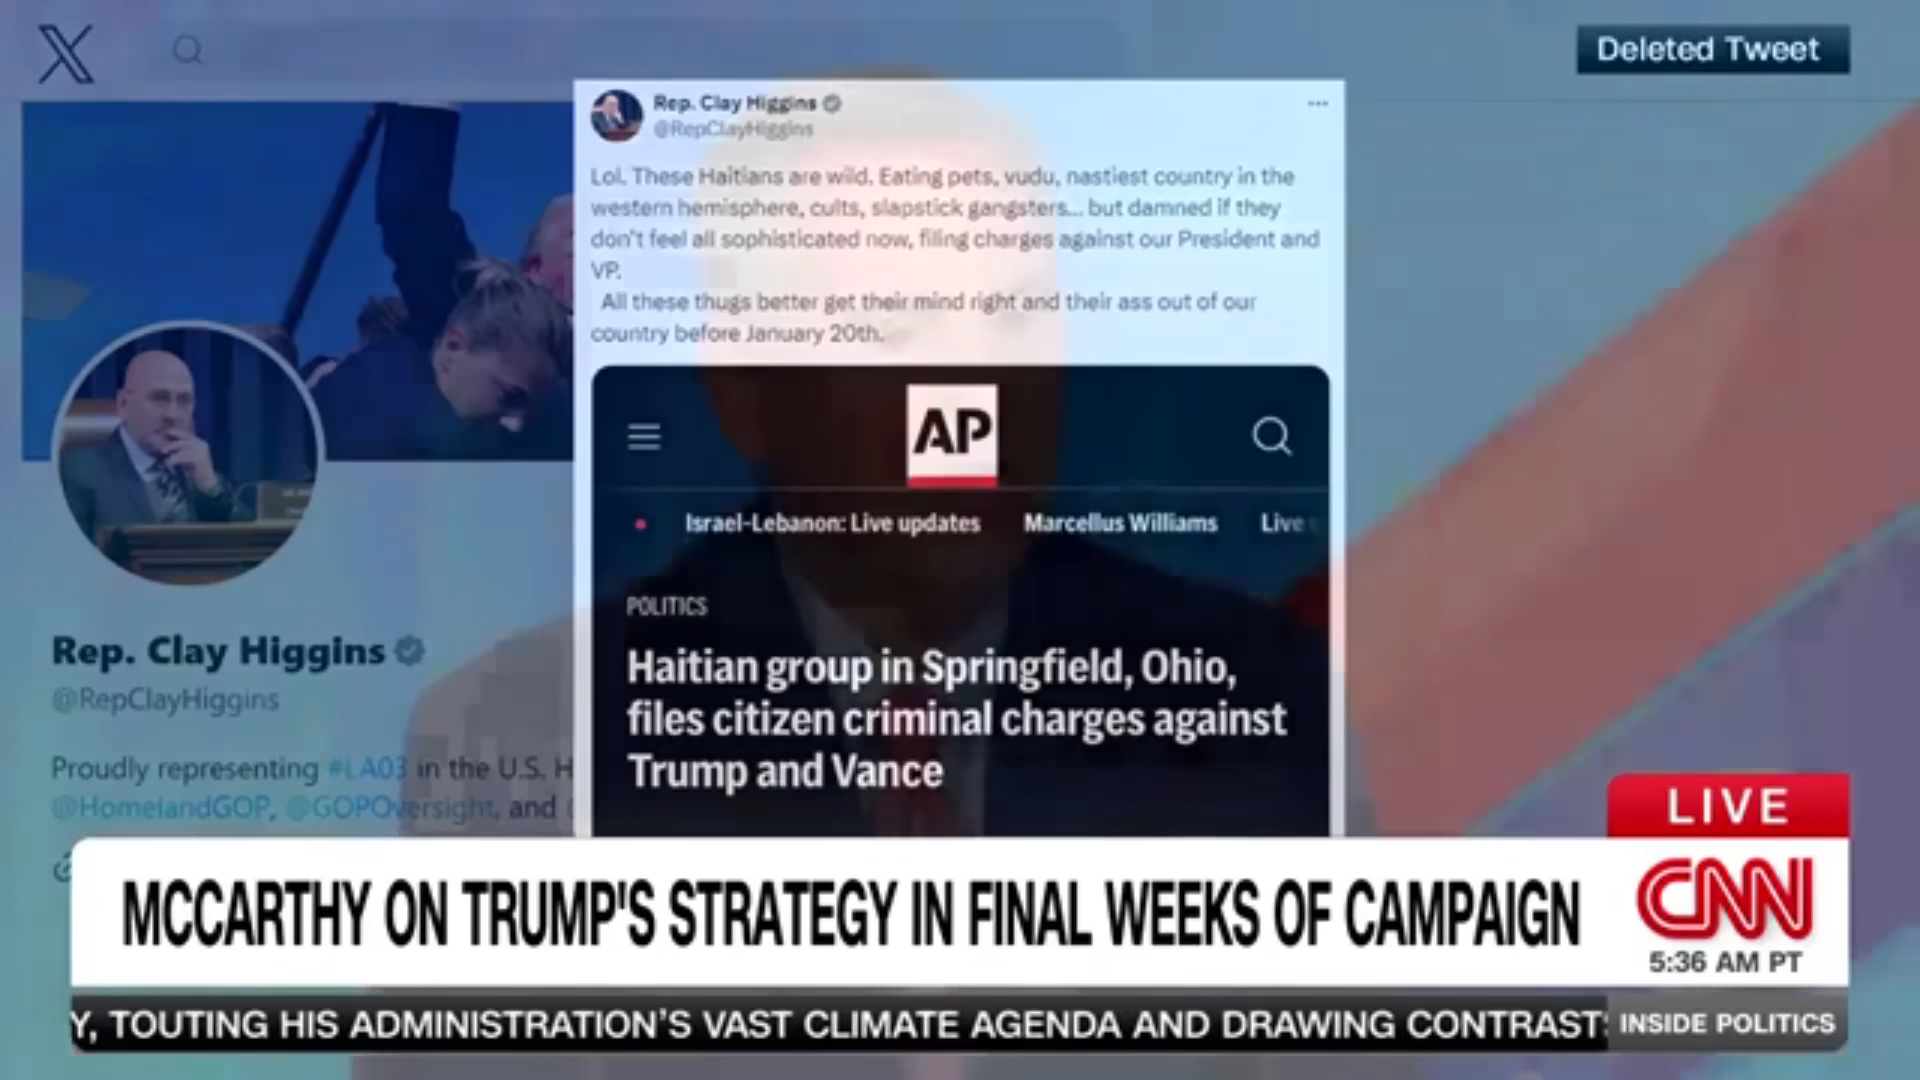 X
Deleted Tweet
Rep. Clay Higgins
@RepClayHiggins
Lol. These Haitians are wild. Eating pets, vudu, nastiest country in the
western hemisphere, cults, slapstick gangsters... but damned if they
don't feel all sophisticated now, filing charges against our President and
VP.
All these thugs better get their mind right and their ass out of our
country before January 20th.
AP
Israel-Lebanon: Live updates Marcellus Williams Live
POLITICS
Haitian group in Springfield, Ohio,
files citizen criminal charges against
Trump and Vance
Rep. Clay Higgins
@RepClayHiggins
Proudly representing #LA03 in the U.S. H
@HomelandGOP, @GOPOversight, and
LIVE
MCCARTHY ON TRUMP'S STRATEGY IN FINAL WEEKS OF CAMPAIGN
CNN
5:36 AM PT
Y, TOUTING HIS ADMINISTRATION'S VAST CLIMATE AGENDA AND DRAWING CONTRAST
INSIDE POLITICS